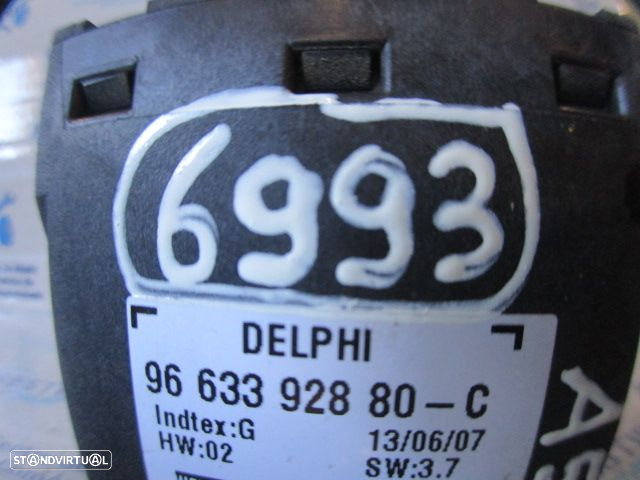 6993
DELPHI
96 633 928 80-C
Indtex:G
HW:02
13/06/07
SW:3.7
STANDVIRTUAL